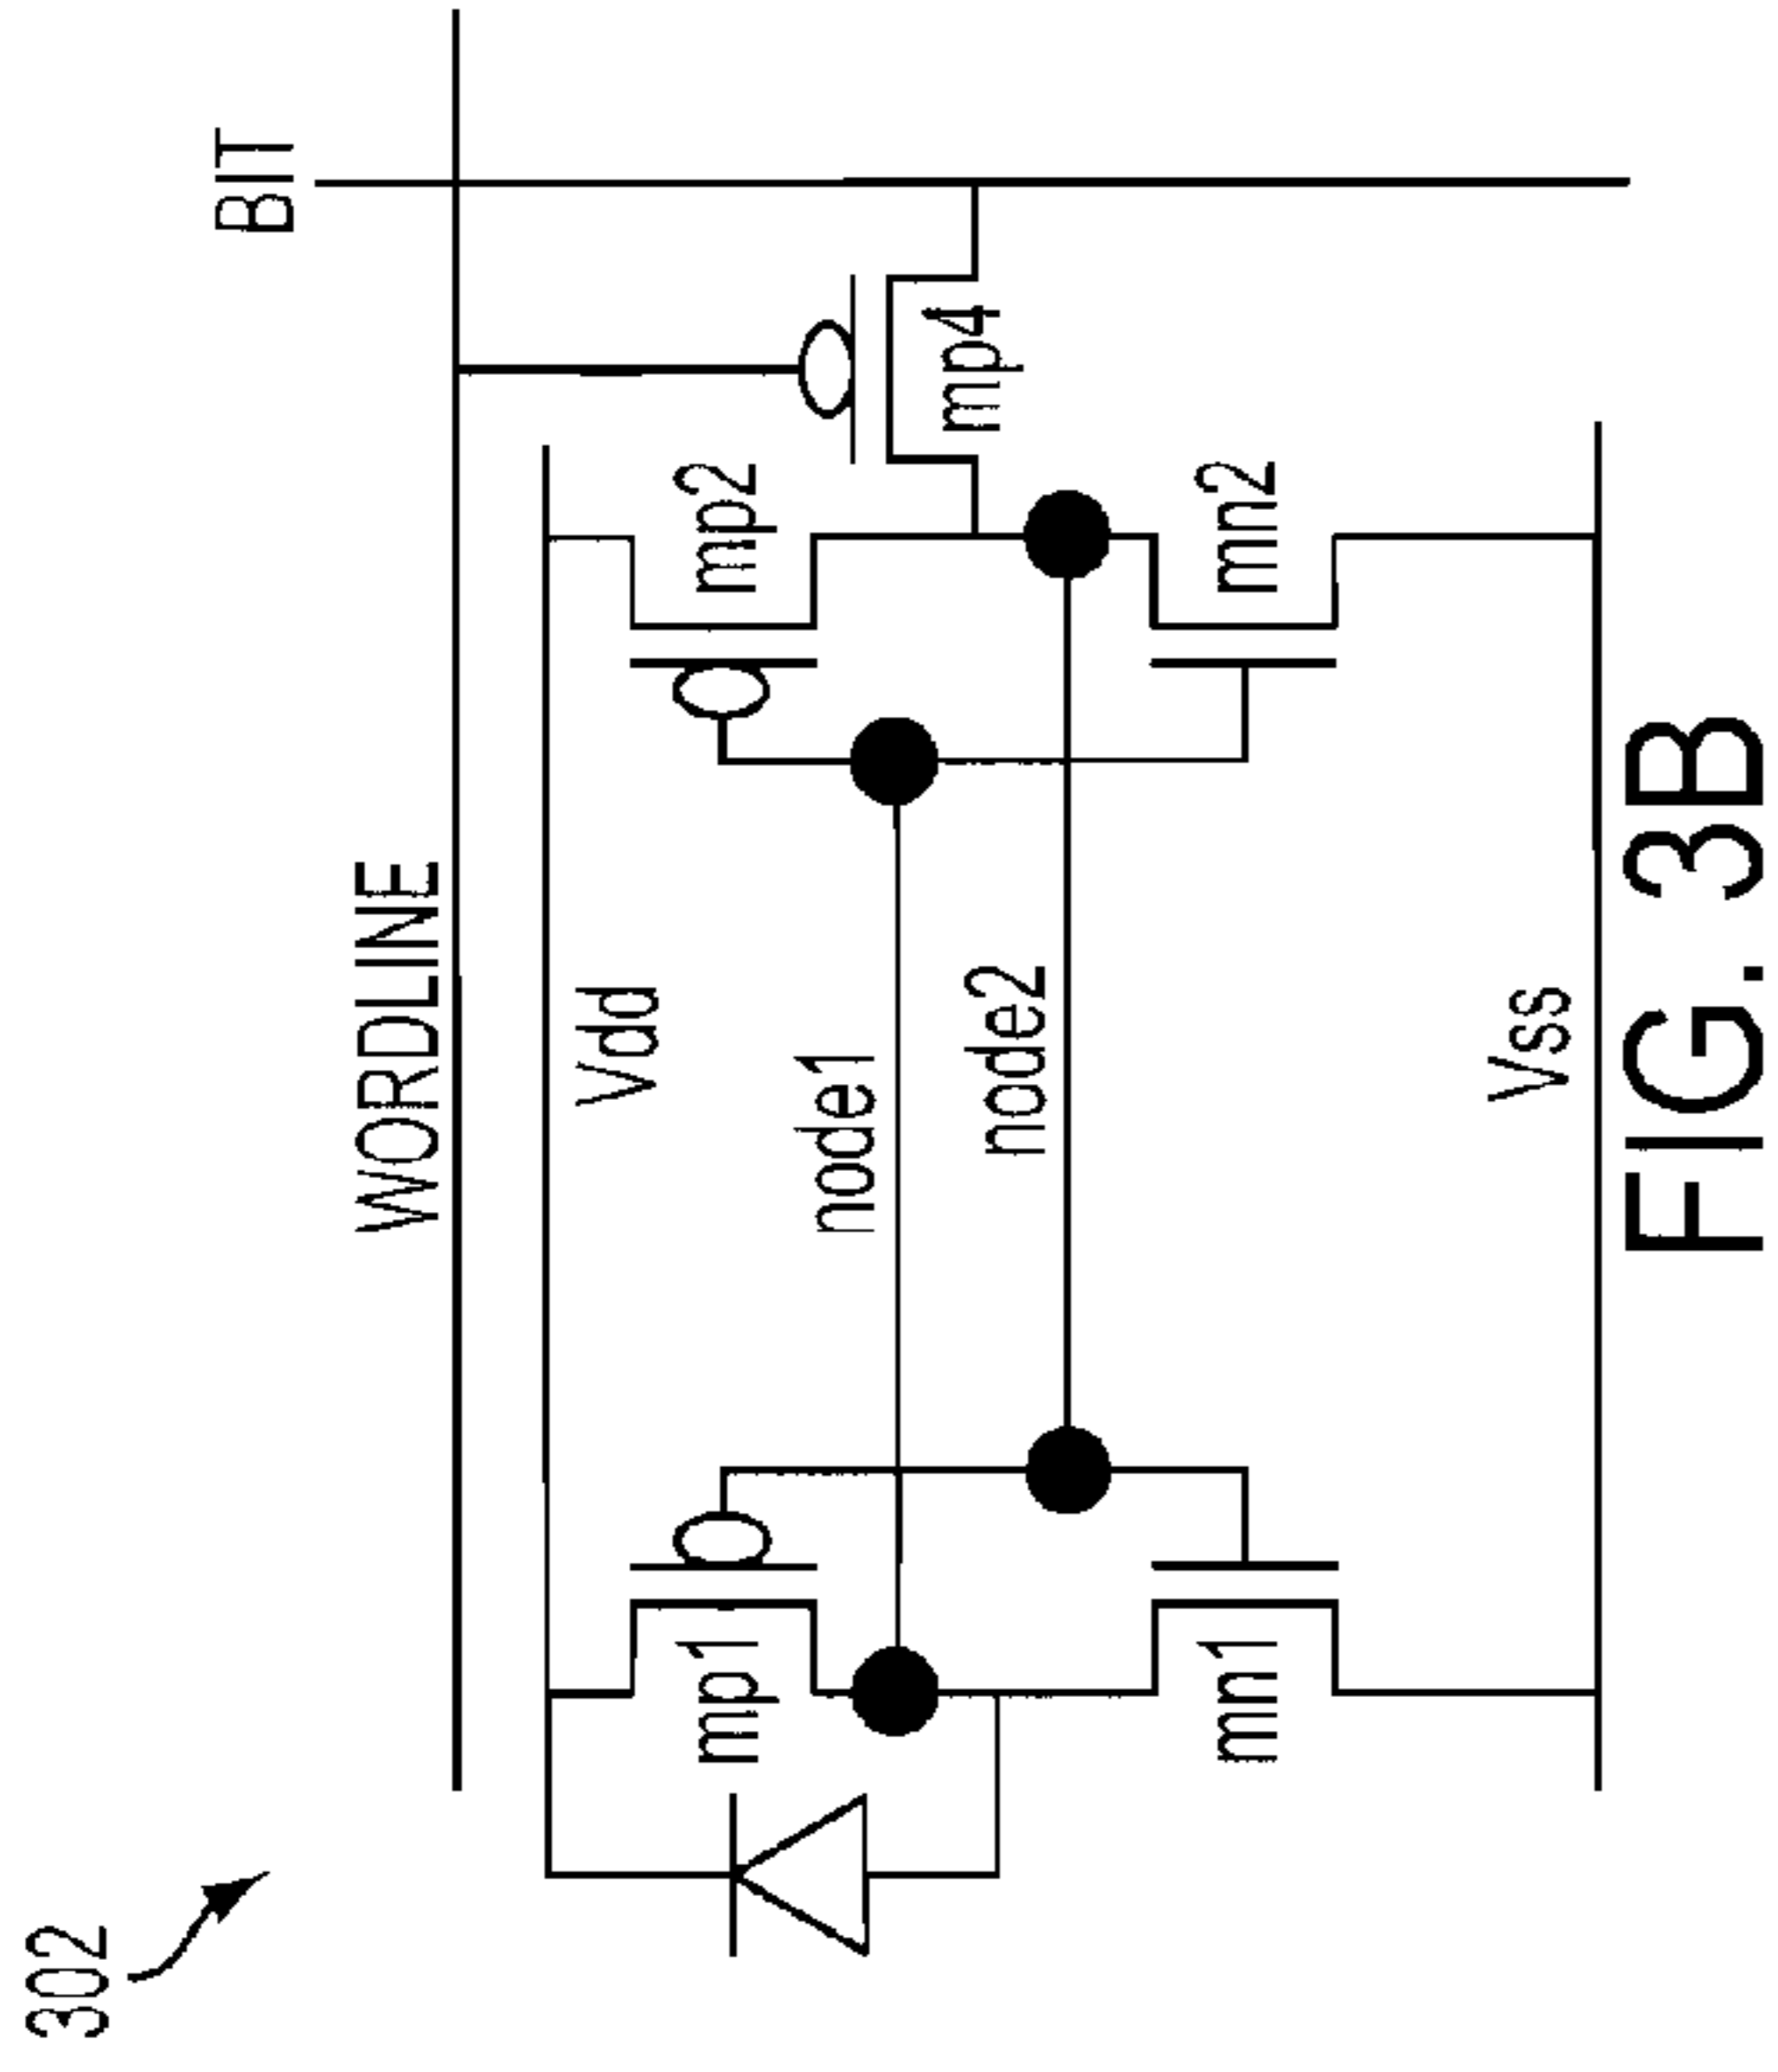 302
WORDLINE
BIT
Vdd
mp1
mp2
node1
mp4
node2
mn1
mn2
Vss
FIG. 3B